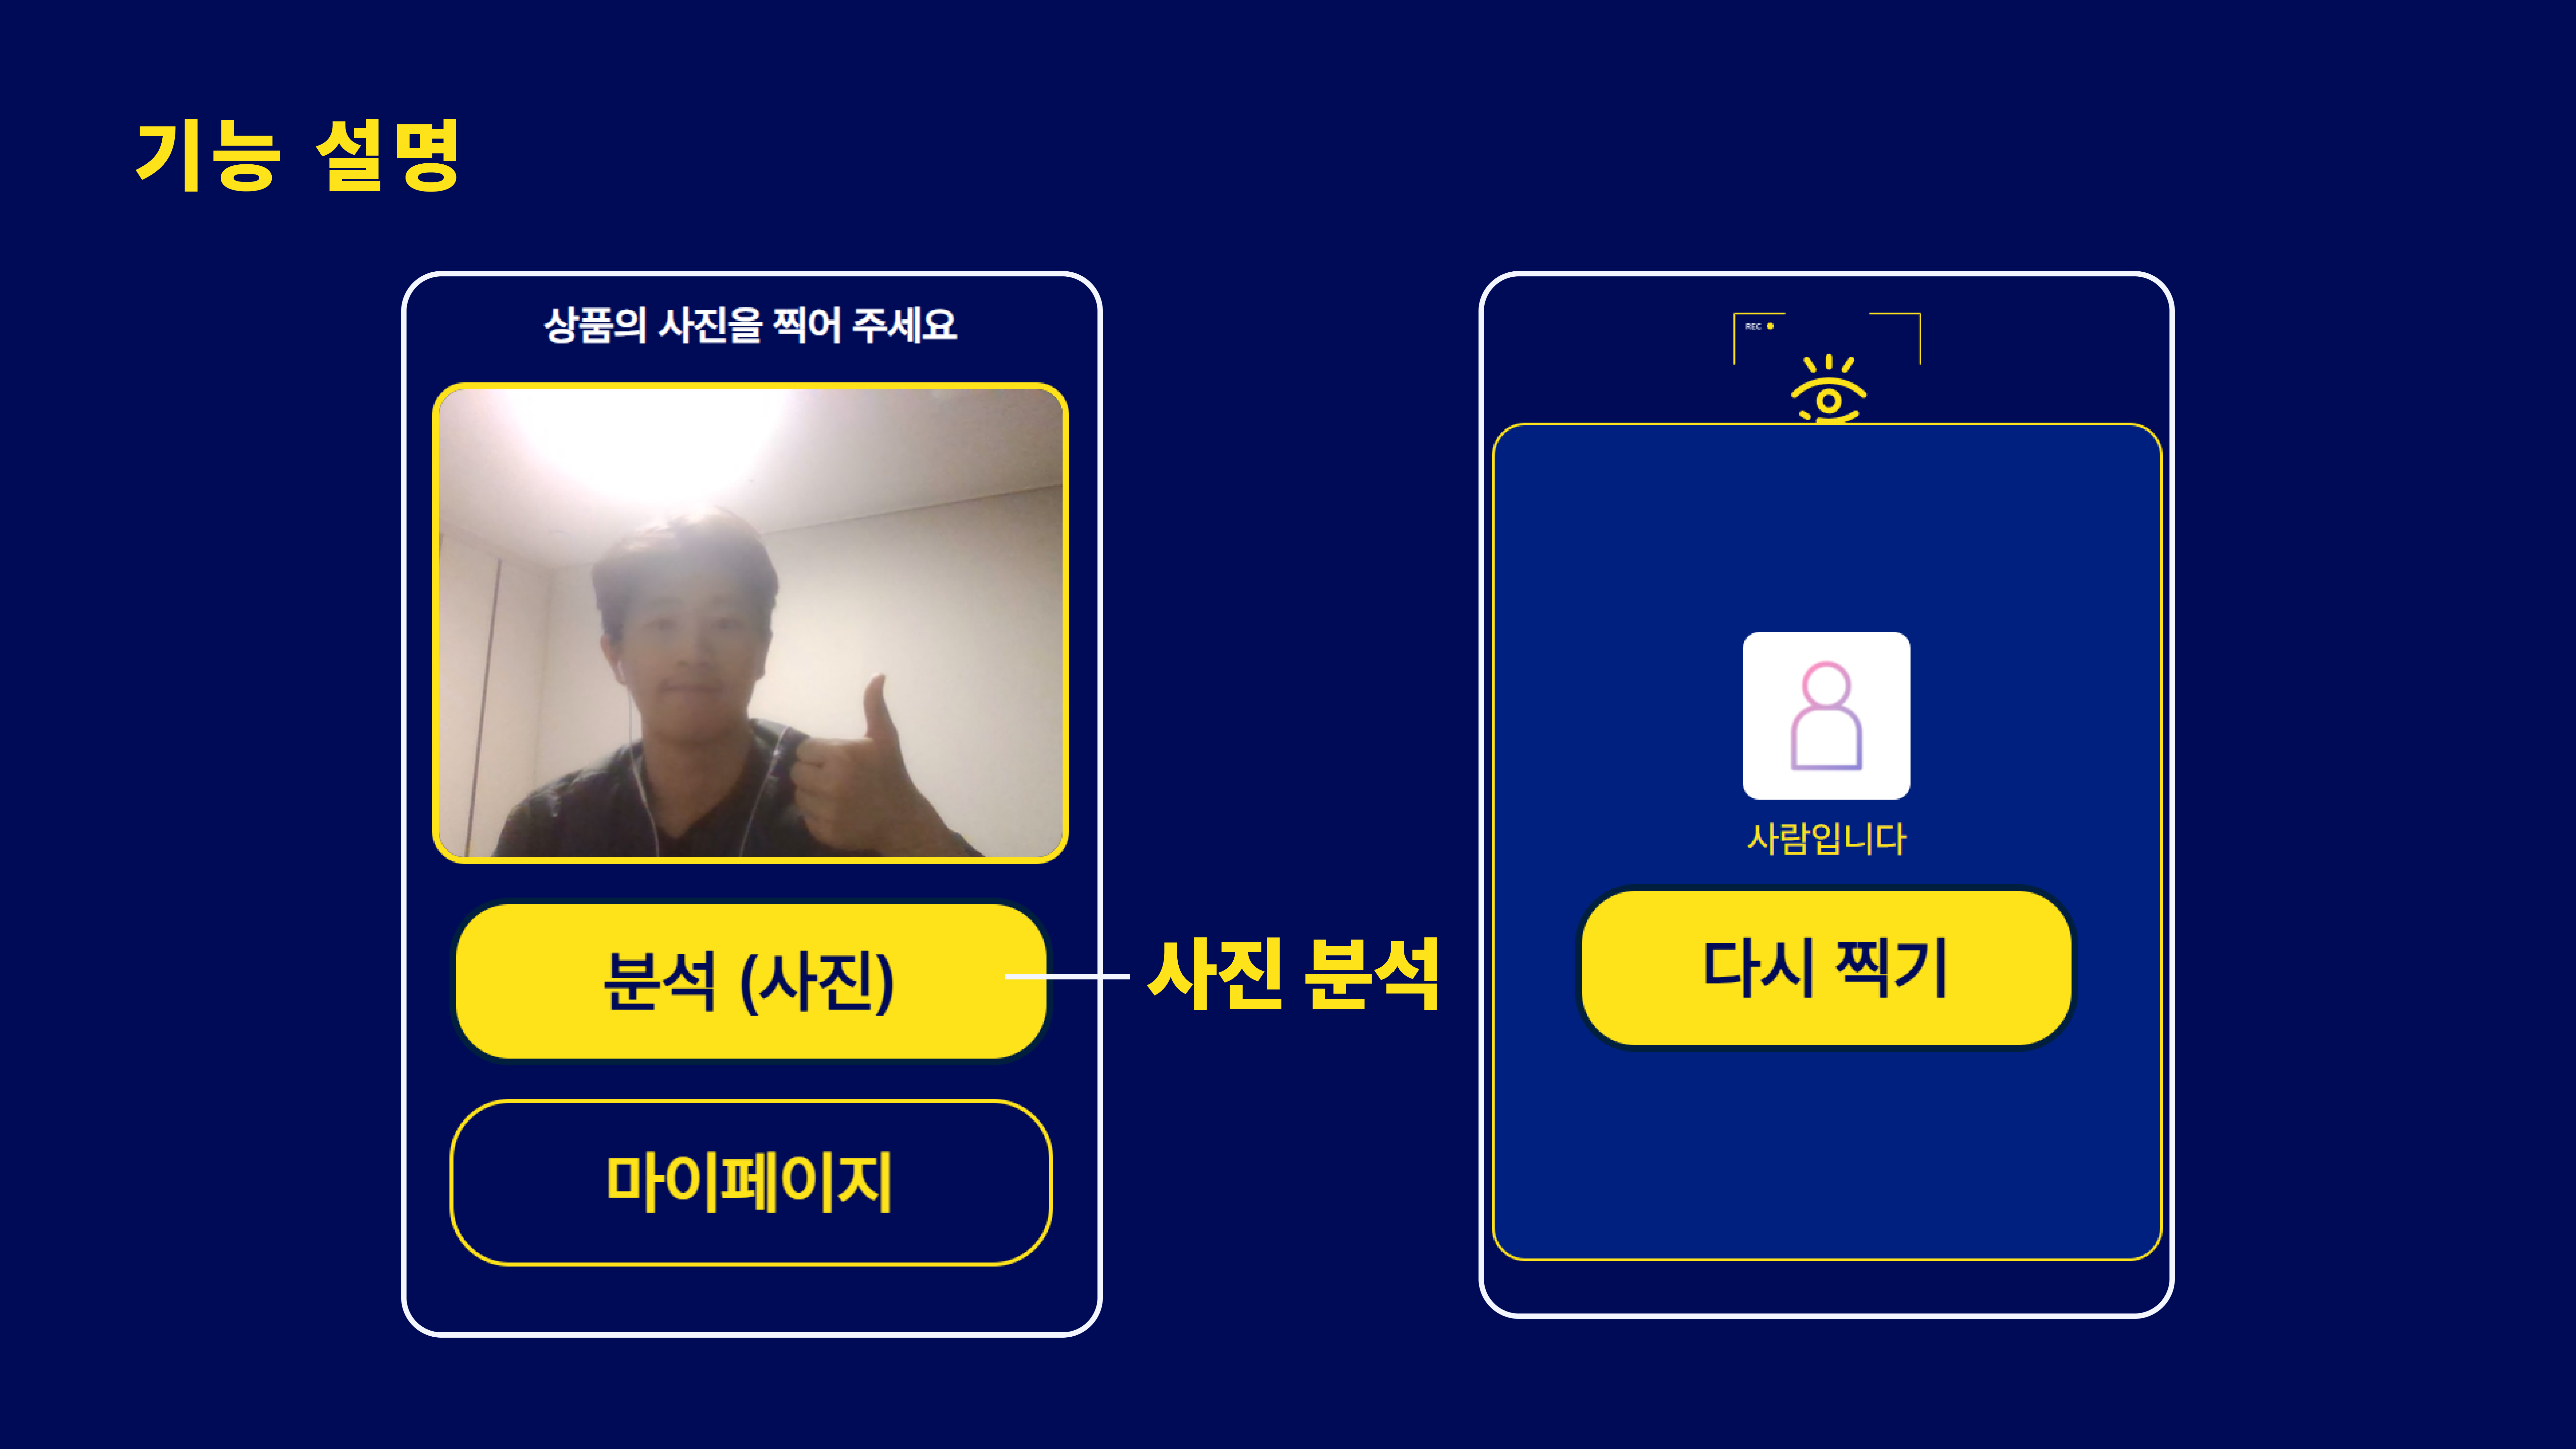 기능 설명
상품의 사진을 찍어 주세요
분석 (사진)
마이페이지
사진 분석
REC
사람입니다
다시 찍기